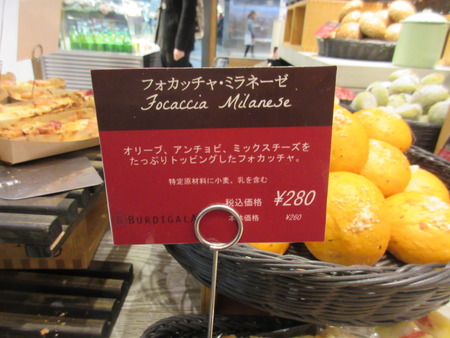 フォカッチャ・ミラネーゼ
Focaccia Milanese
オリーブ、アンチョビ、ミックスチーズを
たっぷりトッピングしたフォカッチャ。
特定原材料に小麦、乳を含む
税込価格 ¥280
BURDIGALA 本体価格 ¥260